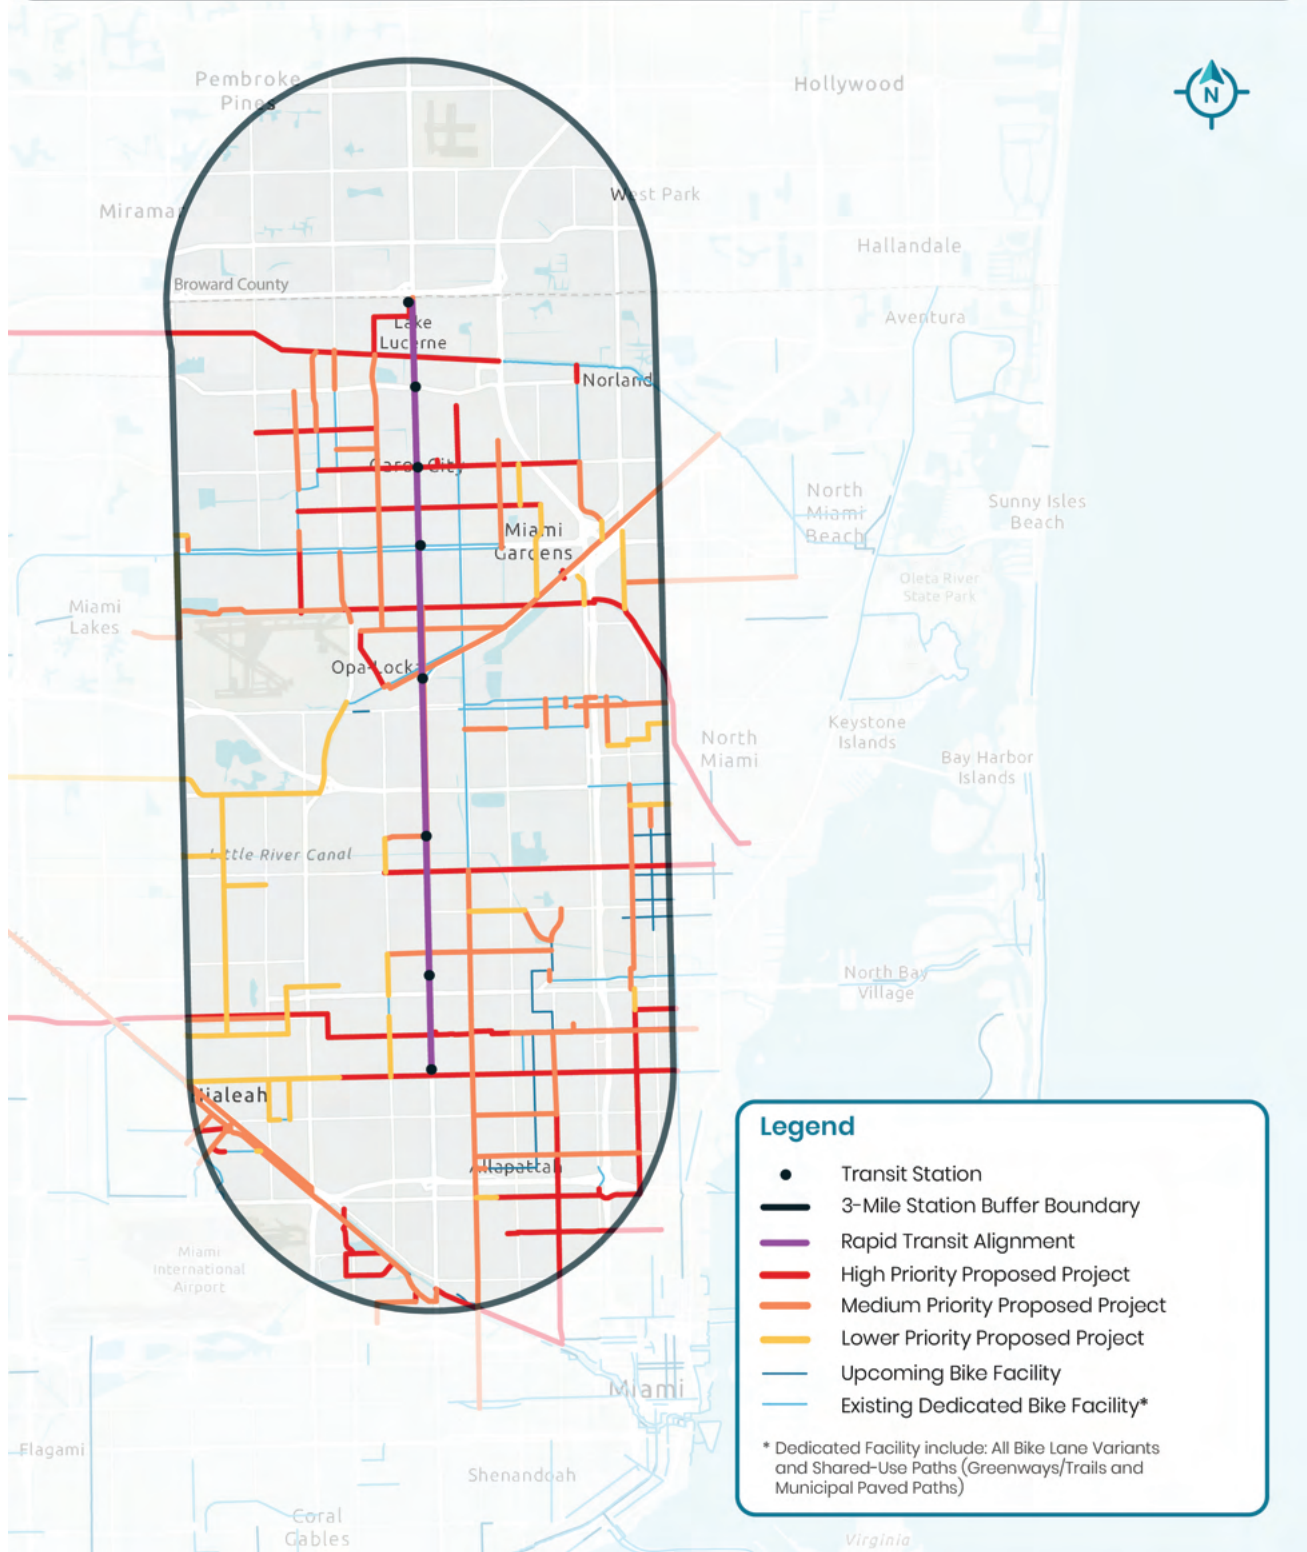 Pembroke
Pines
Hollywood
N
West Park
Miramar
Hallandale
Broward County
Aventura
Lake
Lucerne
Norland
Carol City
North
Miami
Beach
Sunny Isles
Beach
Miami
Gardens
Oleta River
State Park
Miami
Lakes
Opa-Locka
Keystone
Islands
North
Miami
Bay Harbor
Islands
Little River Canal
Miami Canal
North Bay
Village
Hialeah
Allapattah
Miami
International
Airport
Miami
Flagami
Shenandoah
Coral
Gables
Virginia
Legend
Transit Station
3-Mile Station Buffer Boundary
Rapid Transit Alignment
High Priority Proposed Project
Medium Priority Proposed Project
Lower Priority Proposed Project
Upcoming Bike Facility
Existing Dedicated Bike Facility*
* Dedicated Facility include: All Bike Lane Variants
and Shared-Use Paths (Greenways/Trails and
Municipal Paved Paths)